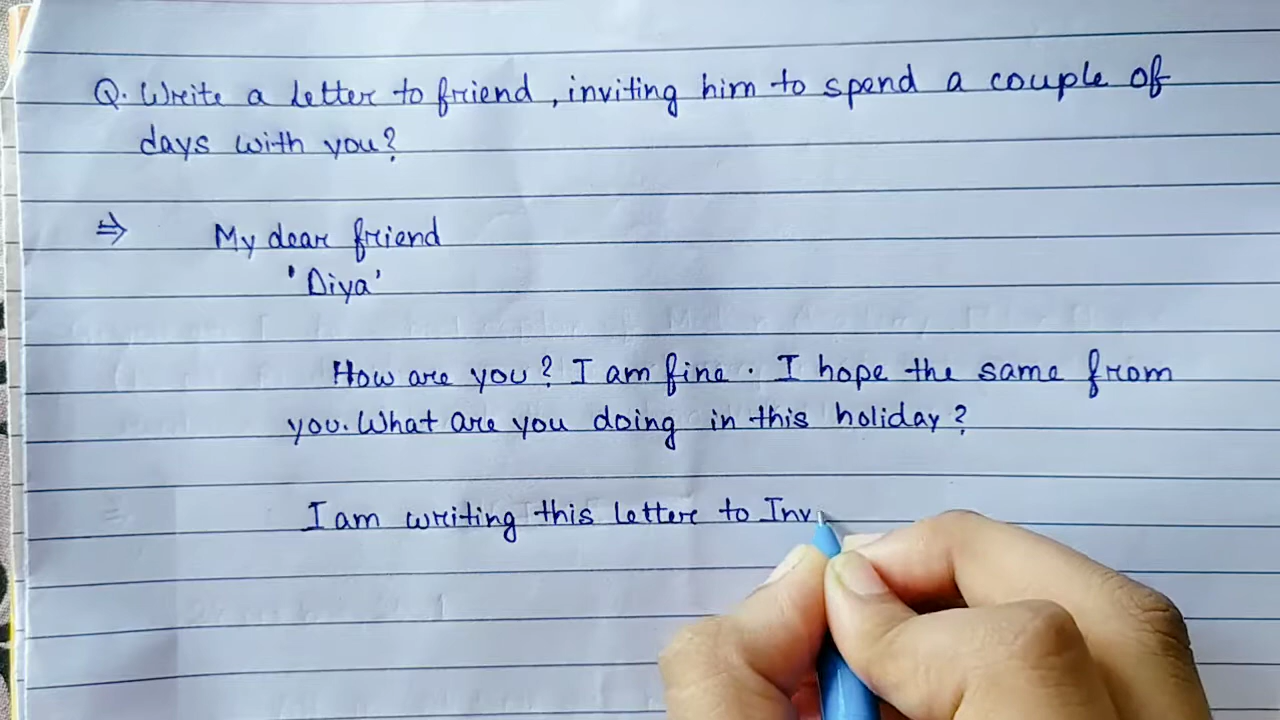 Q. Write a letter to friend, inviting him to spend a couple of
days with you?
⇒ My dear friend
'Diya'
How are you? I am fine. I hope the same from
you. What are you doing in this holiday?
I am writing this letter to Inv